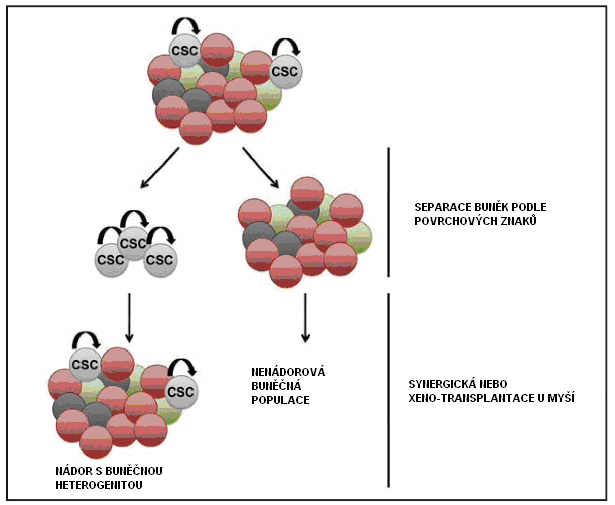 CSC
CSC
SEPARACE BUNĚK PODLE
POVRCHOVÝCH ZNAKŮ
CSC
CSC
CSC
NENÁDOROVÁ
BUNĚČNÁ
POPULACE
SYNERGICKÁ NEBO
XENO-TRANSPLANTACE U MYŠÍ
CSC
CSC
NÁDOR S BUNĚČNOU
HETEROGENITOU